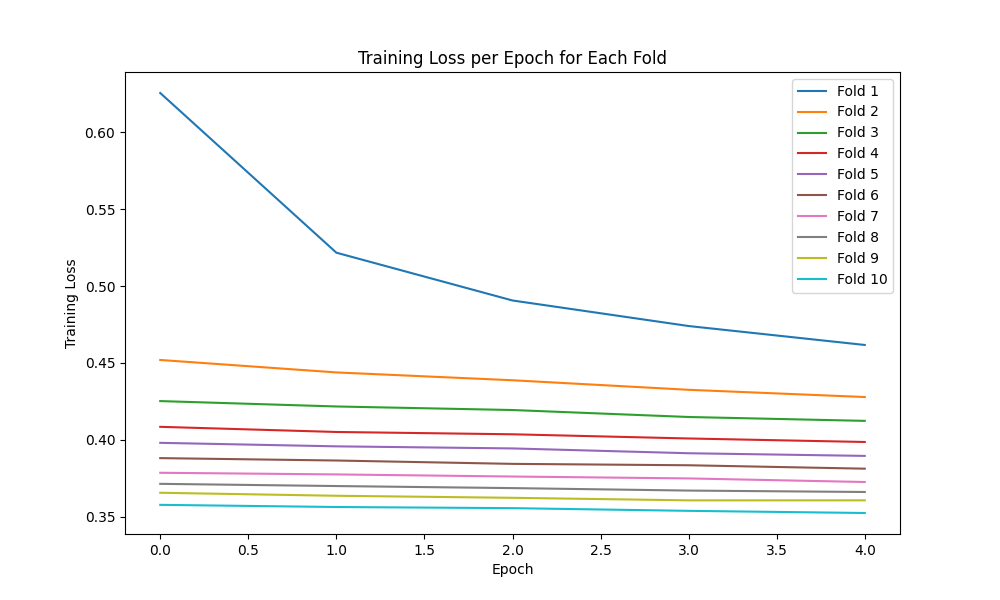 Training Loss per Epoch for Each Fold
Training Loss
0.60
0.55
0.50
0.45
0.40
0.35
Fold 1
Fold 2
Fold 3
Fold 4
Fold 5
Fold 6
Fold 7
Fold 8
Fold 9
Fold 10
0.0 0.5 1.0 1.5 2.0 2.5 3.0 3.5 4.0
Epoch